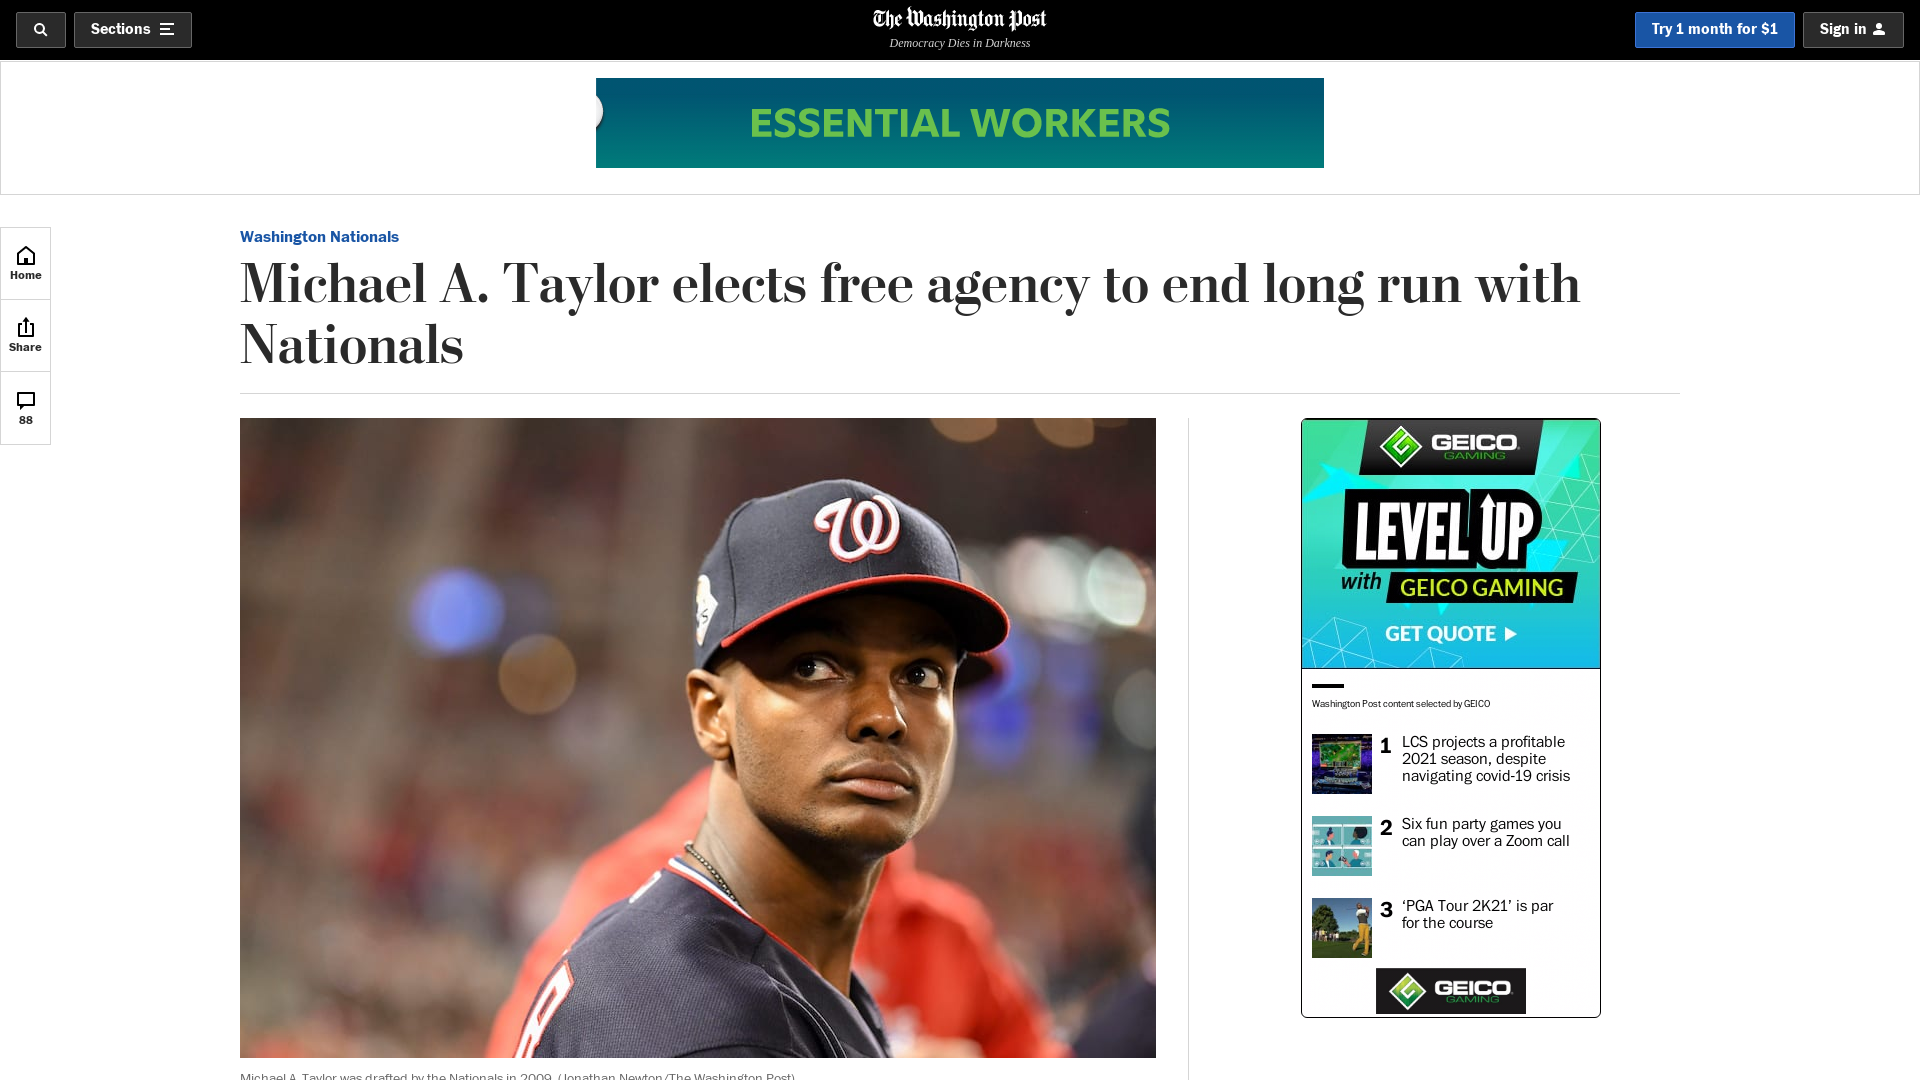 Sections
The Washington Post
Democracy Dies in Darkness
Try 1 month for $1
Sign in
ESSENTIAL WORKERS
Home
Share
88
Washington Nationals
Michael A. Taylor elects free agency to end long run with
Nationals
W
GEICO
GAMING
LEVEL UP
with GEICO GAMING
GET QUOTE
Washington Post content selected by GEICO
1 LCS projects a profitable
2021 season, despite
navigating covid-19 crisis
2 Six fun party games you
can play over a Zoom call
3 ‘PGA Tour 2K21’ is par
for the course
GEICO
GAMING
Michael A. Taylor was drafted by the Nationals in 2009. (Jonathan Newton/The Washington Post)